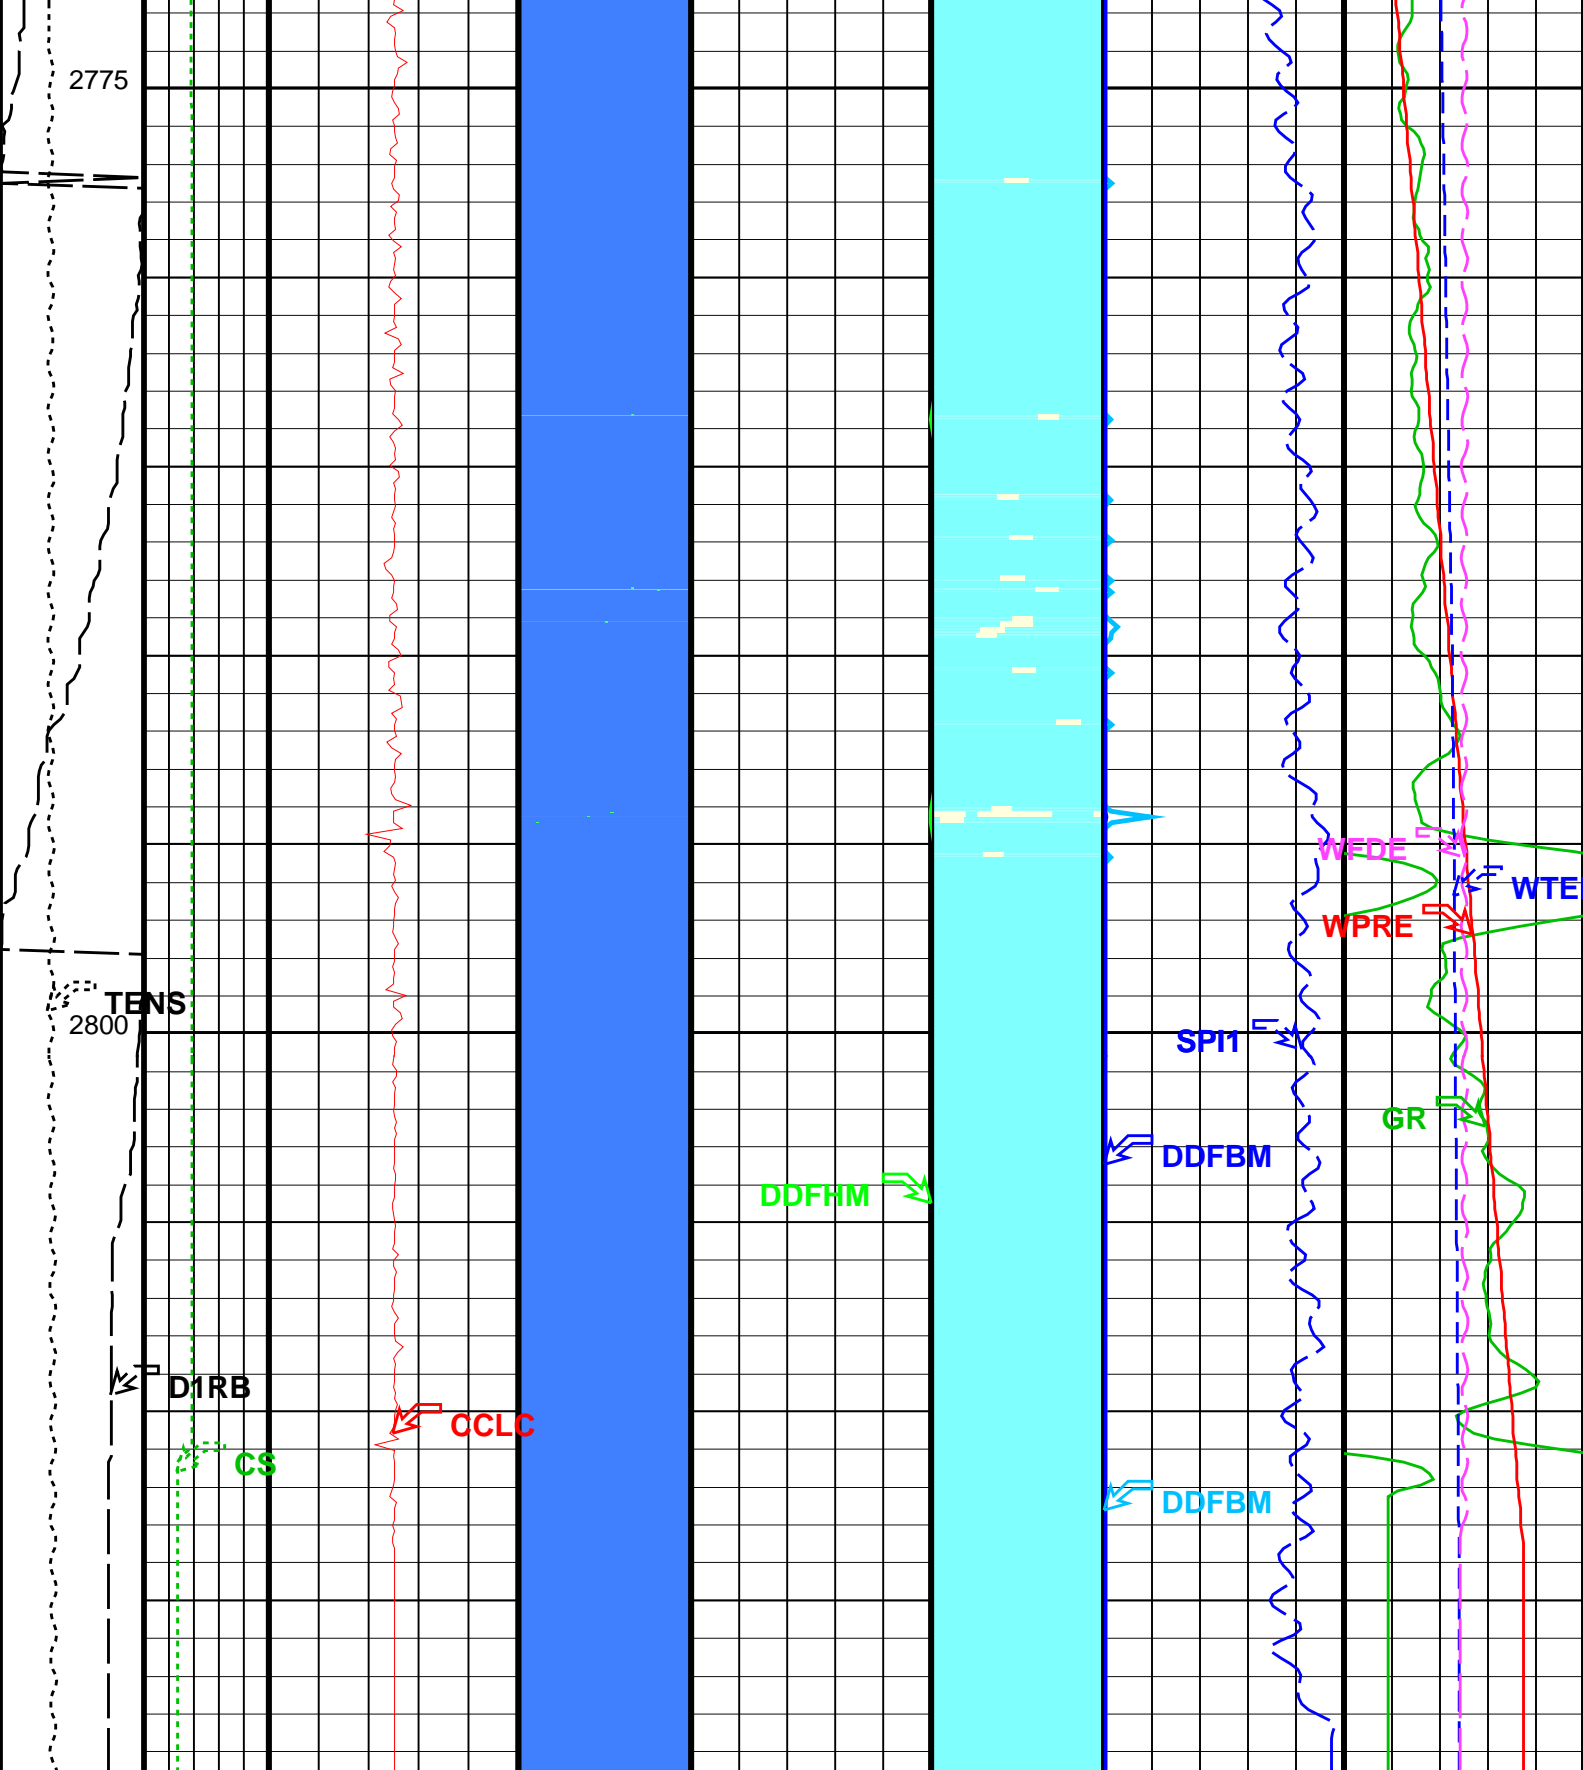 2775
WFDE
WTE
WPRE
TENS
2800
SPI1
GR
DDFBM
DDFHM
D1RB
CCLC
CS
DDFBM